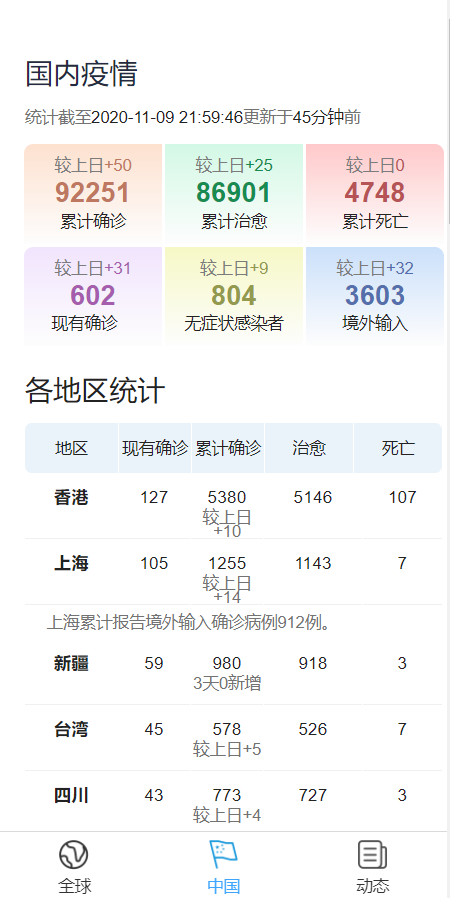 国内疫情
统计截至2020-11-09 21:59:46更新于45分钟前
较上日+50 较上日+25 较上日0
92251 86901 4748
累计确诊 累计治愈 累计死亡
较上日+31 较上日+9 较上日+32
602 804 3603
现有确诊 无症状感染者 境外输入
各地区统计
地区 现有确诊 累计确诊 治愈 死亡
香港 127 5380 5146 107
较上日
+10
上海 105 1255 1143 7
较上日
+14
上海累计报告境外输入确诊病例912例。
新疆 59 980 918 3
3天0新增
台湾 45 578 526 7
较上日+5
四川 43 773 727 3
较上日+4
全球 中国 动态